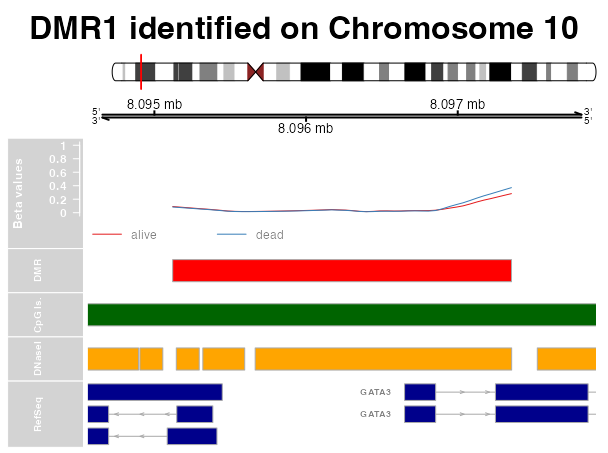 DMR1 identified on Chromosome 10
8.095 mb
8.097 mb
5'
3'
3'
5'
8.096 mb
Beta values
1
0.8
0.6
0.4
0.2
0
alive
dead
DMR
CpG Is.
DNaseI
RefSeq
GATA3
GATA3